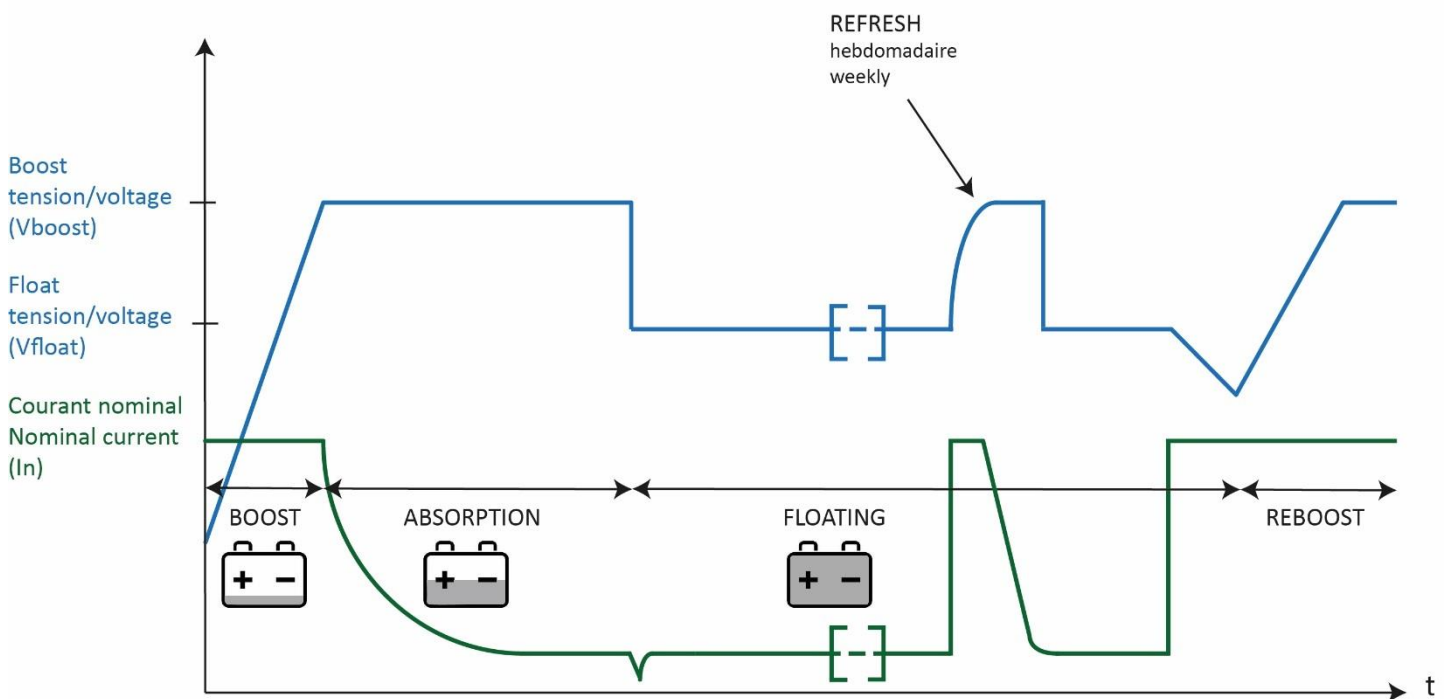 REFRESH
hebdomadaire
weekly
Boost
tension/voltage
(Vboost)
Float
tension/voltage
(Vfloat)
Courant nominal
Nominal current
(In)
BOOST
ABSORPTION
FLOATING
REBOOST
+ −
+ −
+ −
t